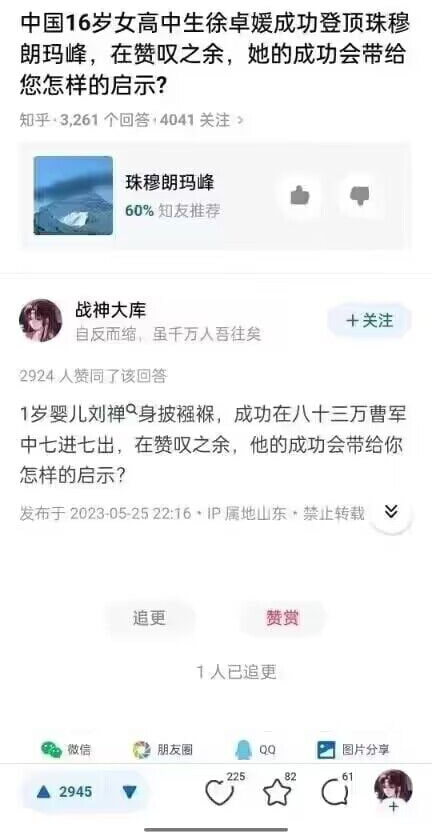 中国16岁女高中生徐卓媛成功登顶珠穆
朗玛峰，在赞叹之余，她的成功会带给
您怎样的启示?
知乎 · 3,261 个回答 · 4041 关注 >
珠穆朗玛峰
60% 知友推荐
战神大库
自反而缩，虽千万人吾往矣
+关注
2924 人赞同了该回答
1岁婴儿刘禅身披襁褓，成功在八十三万曹军
中七进七出，在赞叹之余，他的成功会带给你
怎样的启示？
发布于 2023-05-25 22:16 · IP 属地山东 · 禁止转载
追更
赞赏
1 人已追更
微信
朋友圈
QQ
图片分享
2945
225
82
61